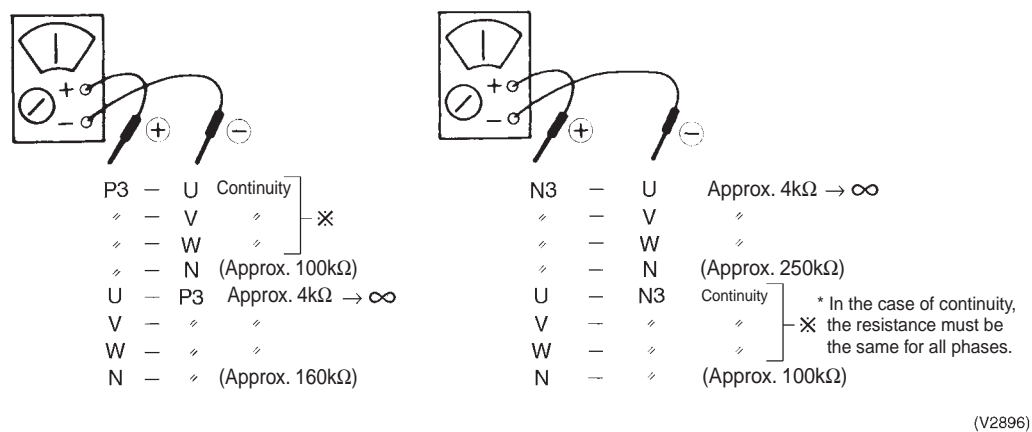 +
−
⊕ ⊖
P3 — U Continuity
〃 — V 〃 ※
〃 — W 〃
〃 — N (Approx. 100kΩ)
U — P3 Approx. 4kΩ → ∞
V — 〃 〃
W — 〃 〃
N — 〃 (Approx. 160kΩ)
+
−
⊕ ⊖
N3 — U Approx. 4kΩ → ∞
〃 — V 〃
〃 — W 〃
〃 — N (Approx. 250kΩ)
U — N3 Continuity
V — 〃 〃 ※
W — 〃 〃
N — 〃 (Approx. 100kΩ)
* In the case of continuity,
the resistance must be
the same for all phases.
(V2896)